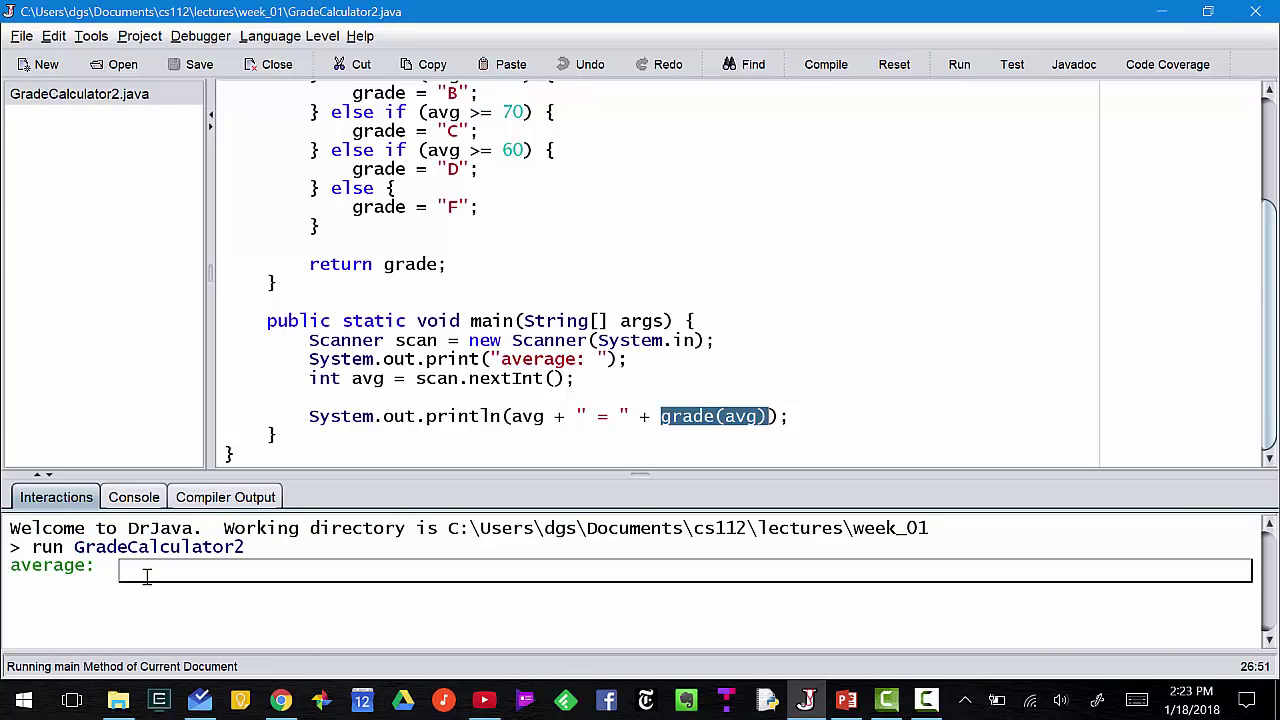 C:\Users\dgs\Documents\cs112\lectures\week_01\GradeCalculator2.java
File Edit Tools Project Debugger Language Level Help
New Open Save Close Cut Copy Paste Undo Redo Find Compile Reset Run Test Javadoc Code Coverage
GradeCalculator2.java
grade = "B";
} else if (avg >= 70) {
grade = "C";
} else if (avg >= 60) {
grade = "D";
} else {
grade = "F";
}
return grade;
}
public static void main(String[] args) {
Scanner scan = new Scanner(System.in);
System.out.print("average: ");
int avg = scan.nextInt();
System.out.println(avg + " = " + grade(avg));
}
}
Interactions Console Compiler Output
Welcome to DrJava.  Working directory is C:\Users\dgs\Documents\cs112\lectures\week_01
> run GradeCalculator2
average:
Running main Method of Current Document 26:51
2:23 PM
1/18/2018